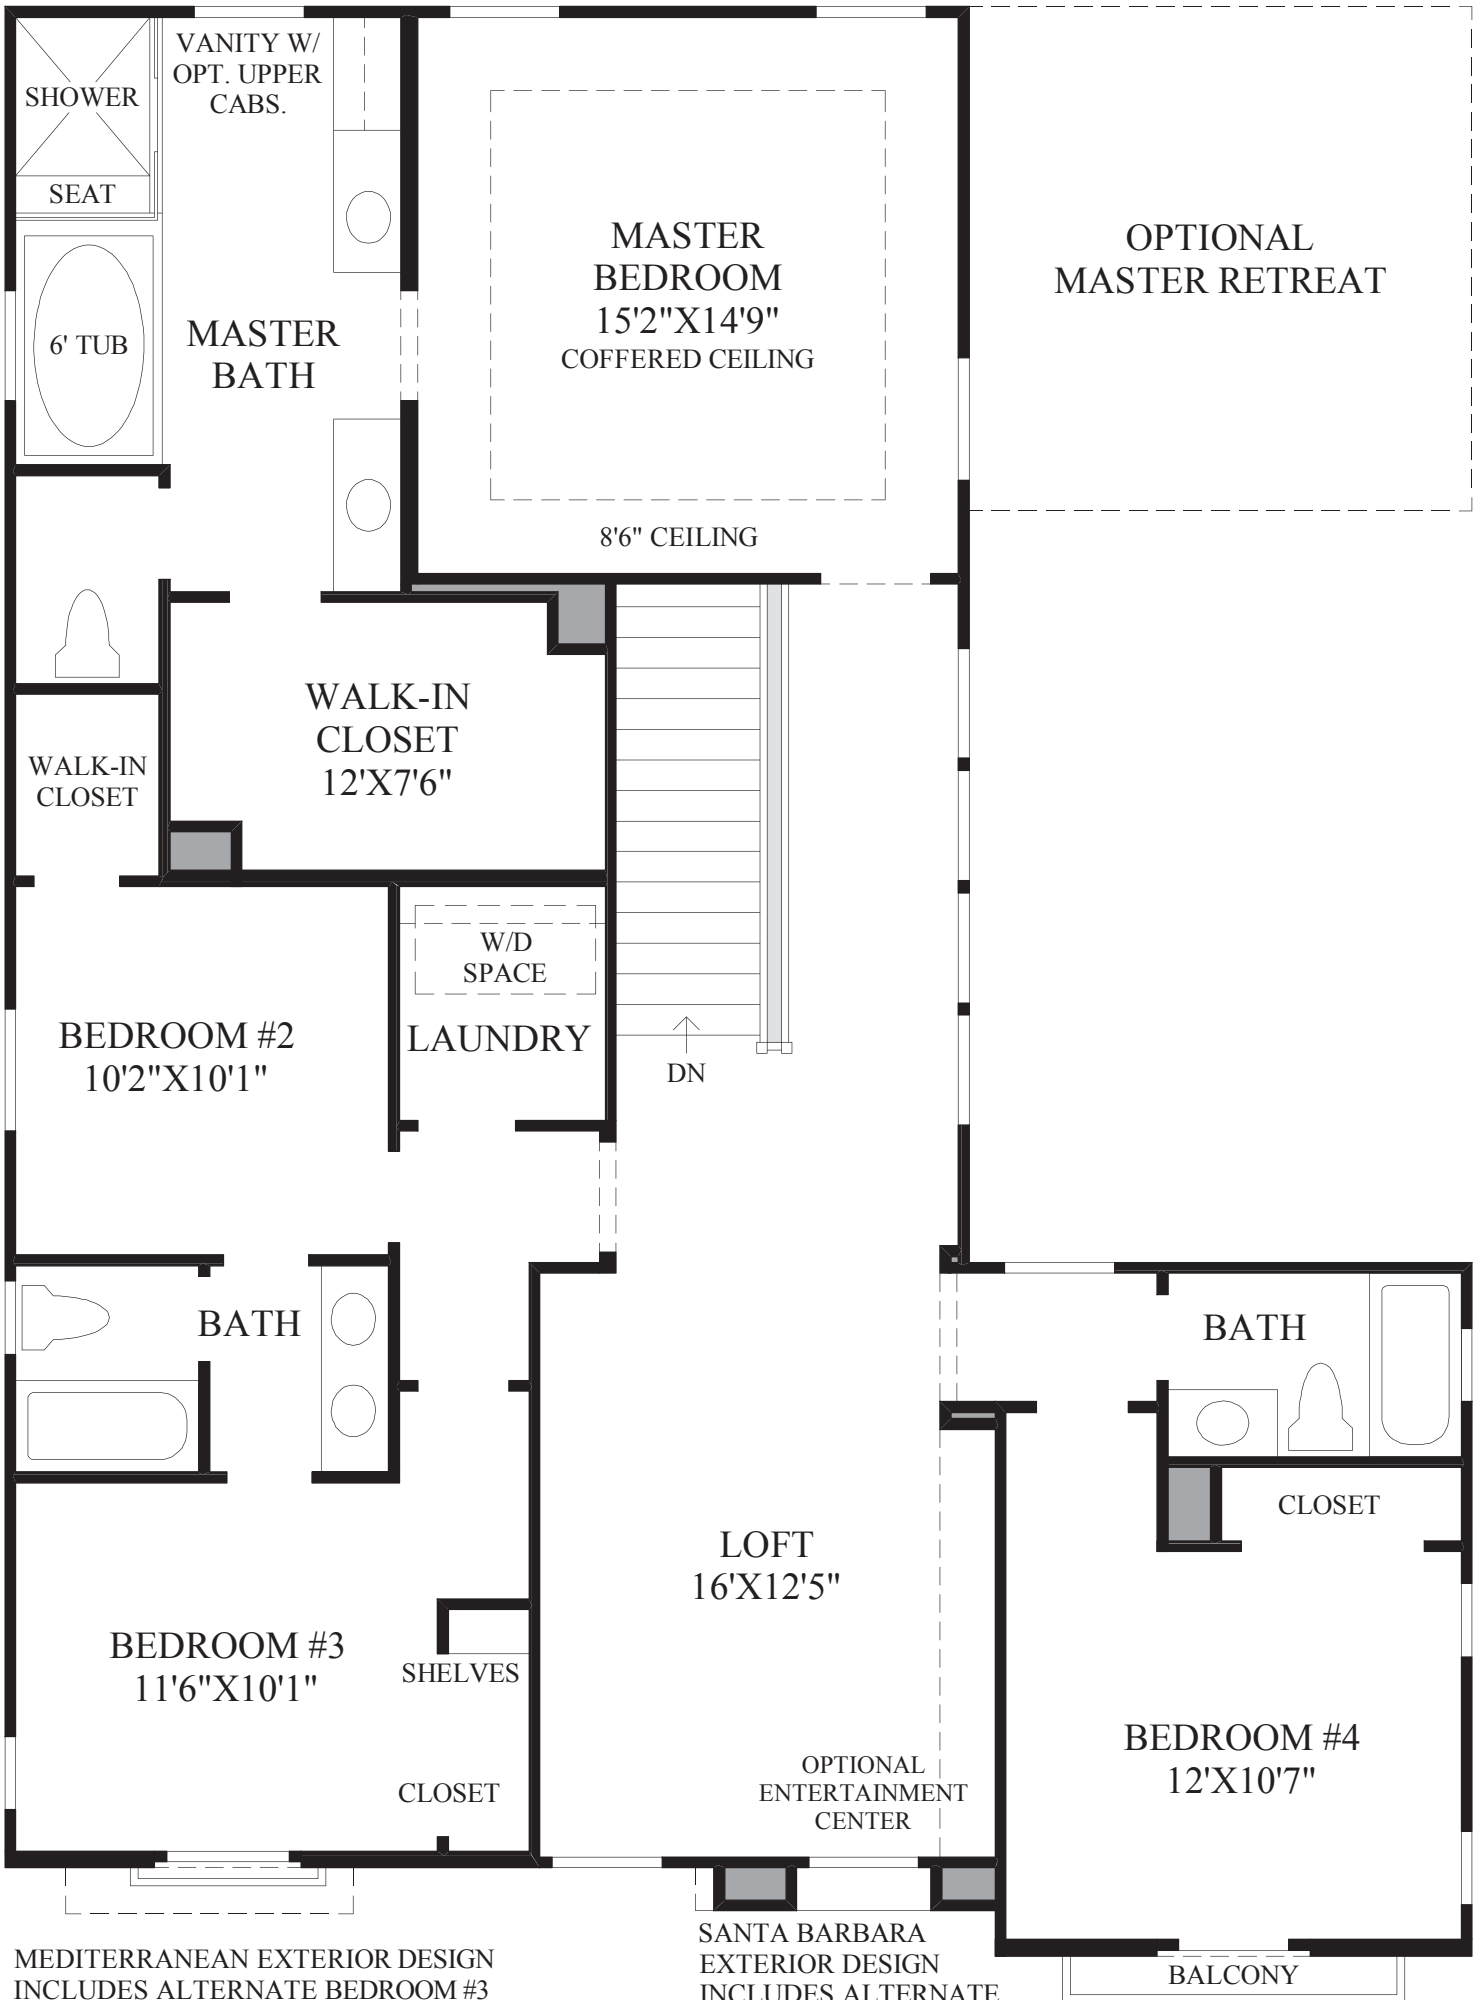 VANITY W/
OPT. UPPER
CABS.
SHOWER
SEAT
6' TUB
MASTER
BATH
MASTER
BEDROOM
15'2"X14'9"
COFFERED CEILING
8'6" CEILING
OPTIONAL
MASTER RETREAT
WALK-IN
CLOSET
12'X7'6"
WALK-IN
CLOSET
W/D
SPACE
LAUNDRY
DN
BEDROOM #2
10'2"X10'1"
BATH
BATH
CLOSET
LOFT
16'X12'5"
BEDROOM #3
11'6"X10'1"
SHELVES
CLOSET
OPTIONAL
ENTERTAINMENT
CENTER
BEDROOM #4
12'X10'7"
BALCONY
MEDITERRANEAN EXTERIOR DESIGN
INCLUDES ALTERNATE BEDROOM #3
SANTA BARBARA
EXTERIOR DESIGN
INCLUDES ALTERNATE